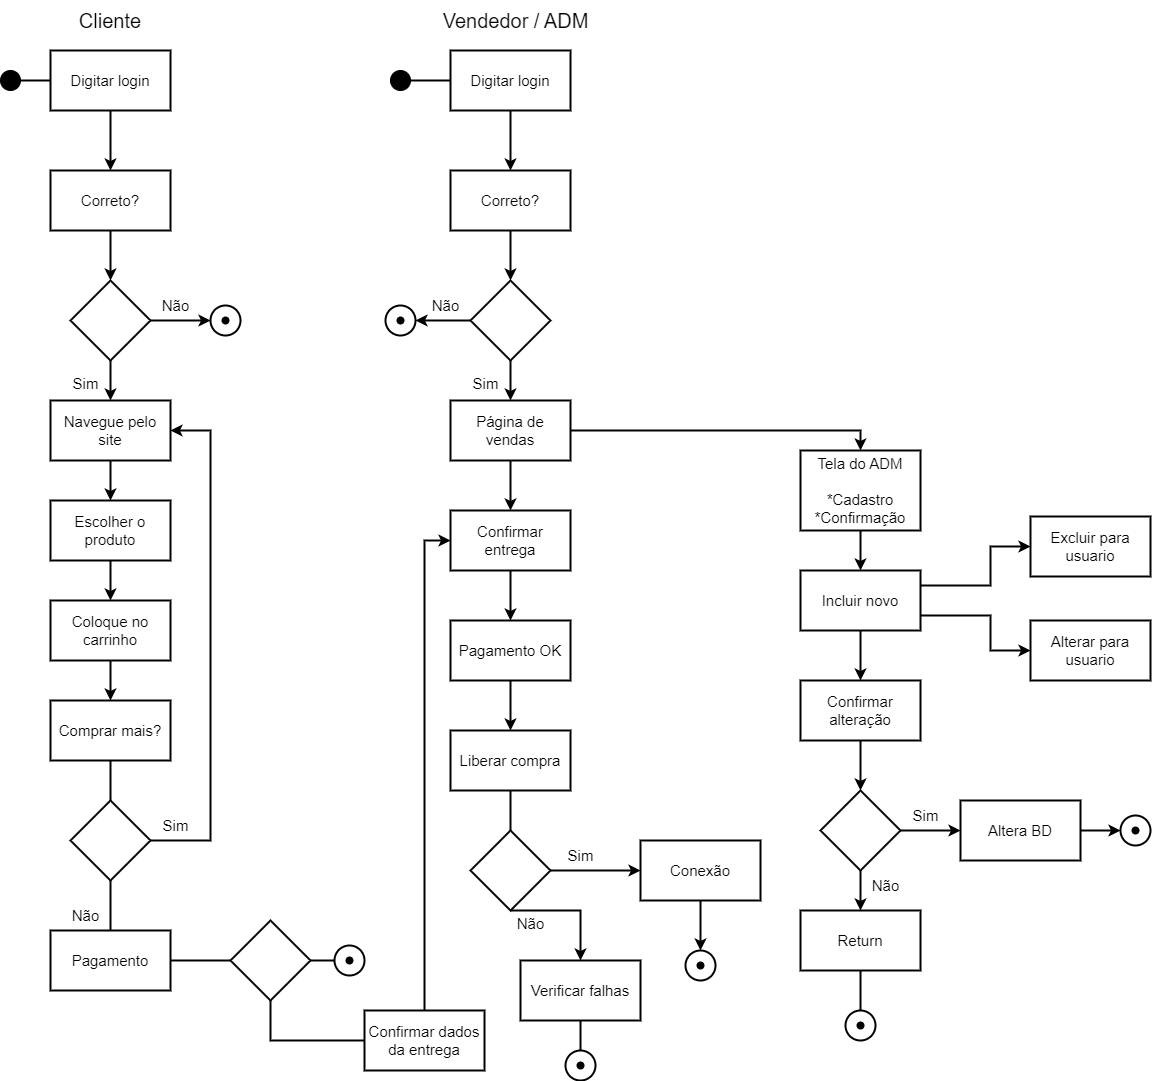 Cliente
Digitar login
Correto?
Não
Sim
Navegue pelo
site
Escolher o
produto
Coloque no
carrinho
Comprar mais?
Sim
Não
Pagamento
Confirmar dados
da entrega
Vendedor / ADM
Digitar login
Correto?
Não
Sim
Página de
vendas
Confirmar
entrega
Pagamento OK
Liberar compra
Sim
Conexão
Não
Verificar falhas
Tela do ADM
*Cadastro
*Confirmação
Incluir novo
Excluir para
usuario
Alterar para
usuario
Confirmar
alteração
Sim
Altera BD
Não
Return